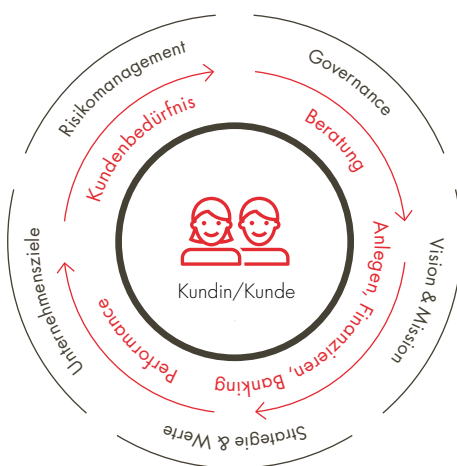 Risikomanagement
Governance
Vision & Mission
Strategie & Werte
Unternehmensziele
Kundenbedürfnis
Beratung
Anlegen, Finanzieren, Banking
Performance
Kundin/Kunde